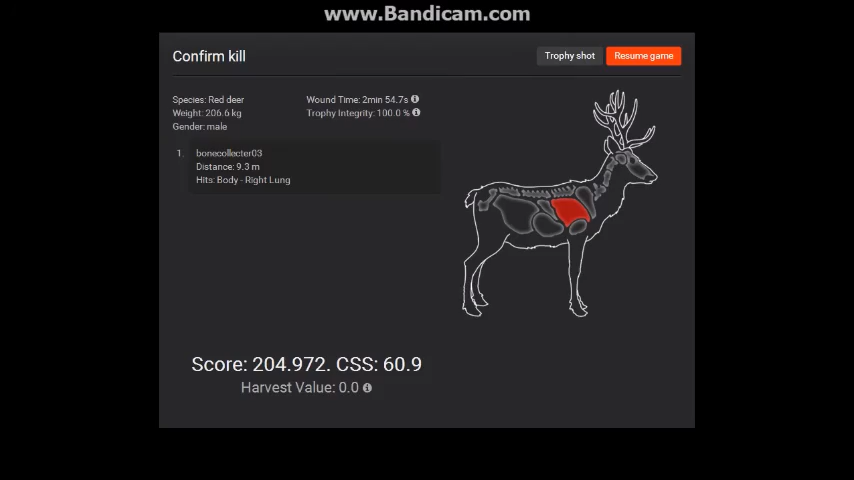 www.Bandicam.com
Confirm kill
Trophy shot
Resume game
Species: Red deer
Weight: 206.6 kg
Gender: male
Wound Time: 2min 54.7s
Trophy Integrity: 100.0 %
1. bonecollecter03
Distance: 9.3 m
Hits: Body - Right Lung
Score: 204.972. CSS: 60.9
Harvest Value: 0.0